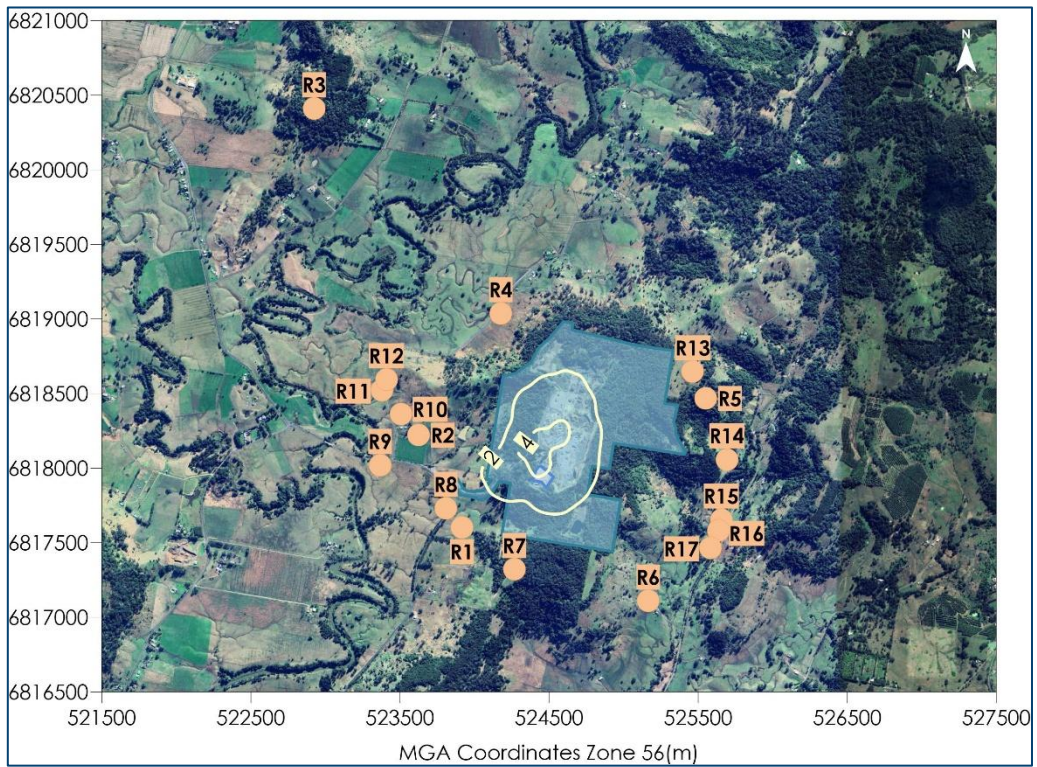 6821000
N
R3
6820500
6820000
6819500
R4
6819000
R12
R13
R11
6818500
R5
R10
R2
R14
4
R9
2
6818000
R8
R15
R16
6817500
R1
R7
R17
R6
6817000
6816500
521500 522500 523500 524500 525500 526500 527500
MGA Coordinates Zone 56(m)